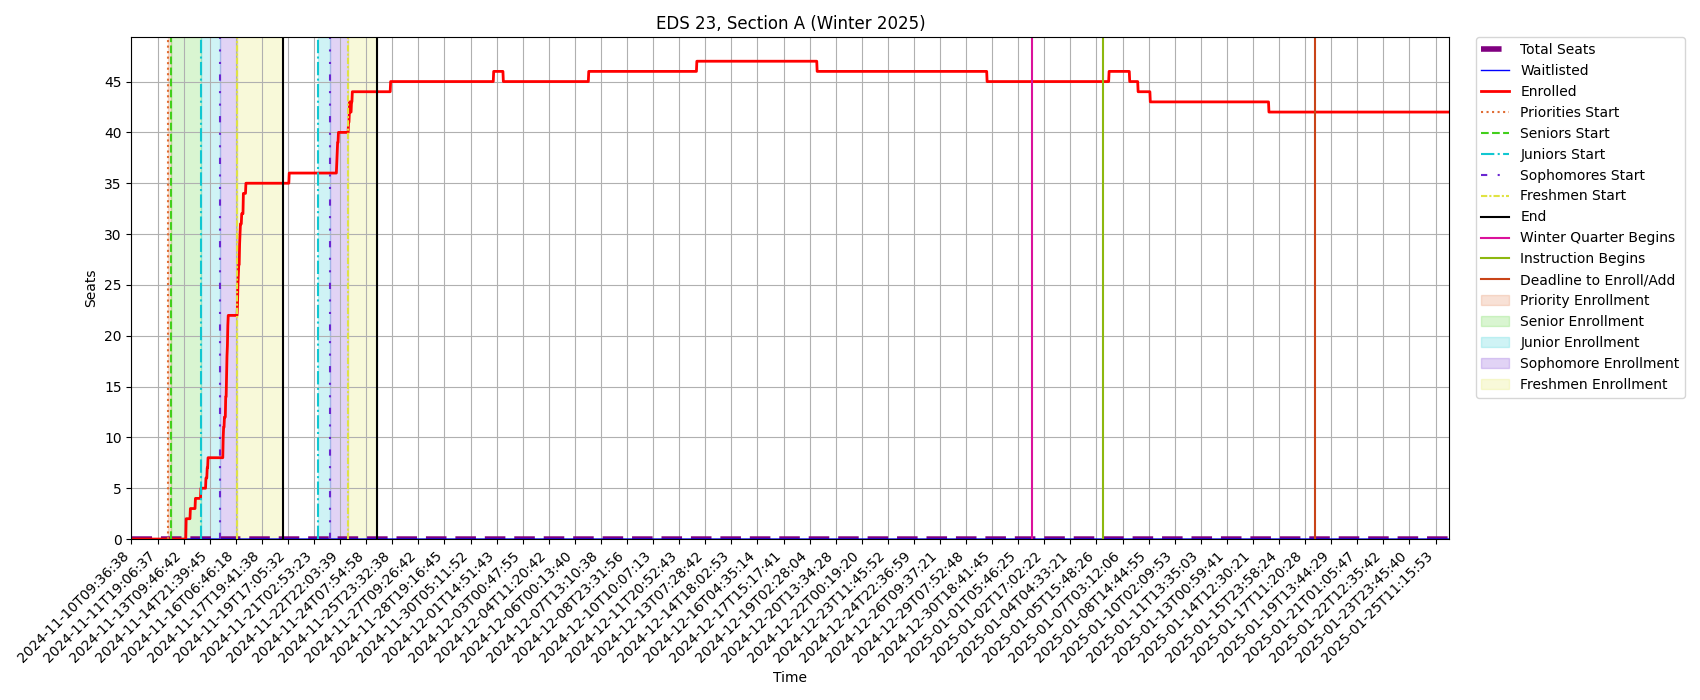 EDS 23, Section A (Winter 2025)
Seats
45
40
35
30
25
20
15
10
5
0
2024-11-10T09:36:38
2024-11-11T19:06:37
2024-11-13T09:46:42
2024-11-14T21:39:45
2024-11-16T06:46:18
2024-11-17T19:41:38
2024-11-19T17:05:32
2024-11-21T02:53:23
2024-11-22T22:03:39
2024-11-24T07:54:58
2024-11-25T23:32:38
2024-11-27T09:26:42
2024-11-28T19:16:45
2024-11-30T05:11:52
2024-12-01T14:51:43
2024-12-03T00:47:55
2024-12-04T11:20:42
2024-12-06T00:13:40
2024-12-07T13:10:38
2024-12-08T23:31:56
2024-12-10T10:07:13
2024-12-11T20:52:43
2024-12-13T07:28:42
2024-12-14T18:02:53
2024-12-16T04:35:14
2024-12-17T15:17:41
2024-12-19T02:28:04
2024-12-20T13:34:28
2024-12-22T00:19:20
2024-12-23T11:45:52
2024-12-24T22:36:59
2024-12-26T09:37:21
2024-12-29T07:52:48
2024-12-30T18:41:45
2025-01-01T05:46:25
2025-01-02T17:02:22
2025-01-04T04:33:21
2025-01-05T15:48:26
2025-01-07T03:12:06
2025-01-08T14:44:55
2025-01-10T02:09:53
2025-01-11T13:35:03
2025-01-13T00:59:41
2025-01-14T12:30:21
2025-01-15T23:58:24
2025-01-17T11:20:28
2025-01-19T13:44:29
2025-01-21T01:05:47
2025-01-22T12:35:42
2025-01-23T23:45:40
2025-01-25T11:15:53
Time
Total Seats
Waitlisted
Enrolled
Priorities Start
Seniors Start
Juniors Start
Sophomores Start
Freshmen Start
End
Winter Quarter Begins
Instruction Begins
Deadline to Enroll/Add
Priority Enrollment
Senior Enrollment
Junior Enrollment
Sophomore Enrollment
Freshmen Enrollment